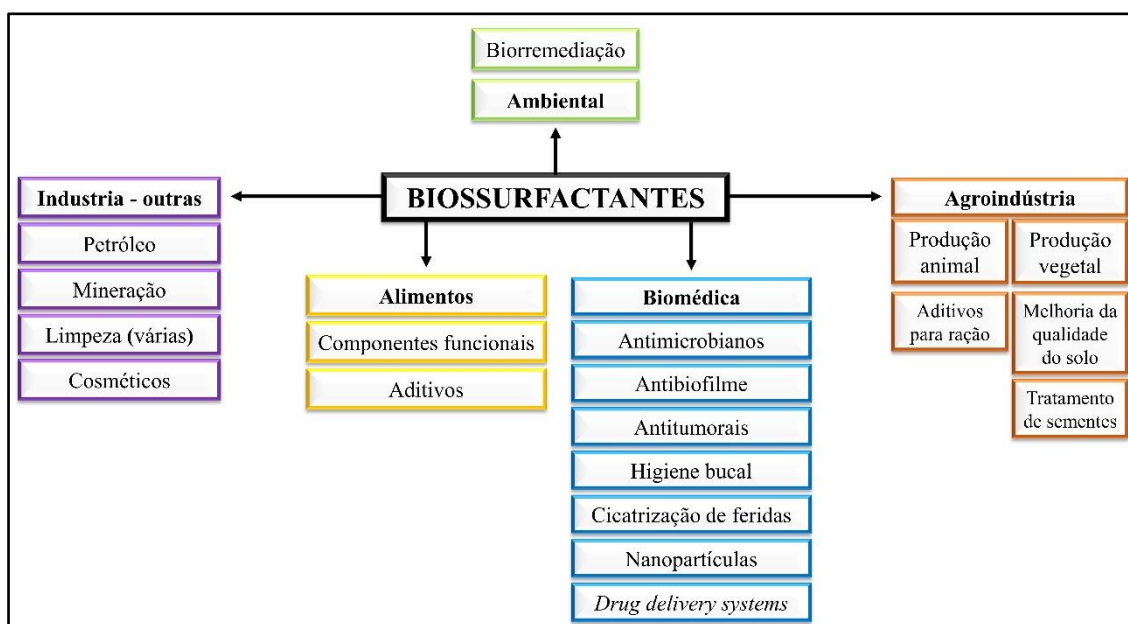 Biorremediação
Ambiental
BIOSSURFACTANTES
Industria - outras
Petróleo
Mineração
Limpeza (várias)
Cosméticos
Alimentos
Componentes funcionais
Aditivos
Biomédica
Antimicrobianos
Antibiofilme
Antitumorais
Higiene bucal
Cicatrização de feridas
Nanopartículas
Drug delivery systems
Agroindústria
Produção
animal
Aditivos
para ração
Produção
vegetal
Melhoria da
qualidade
do solo
Tratamento
de sementes